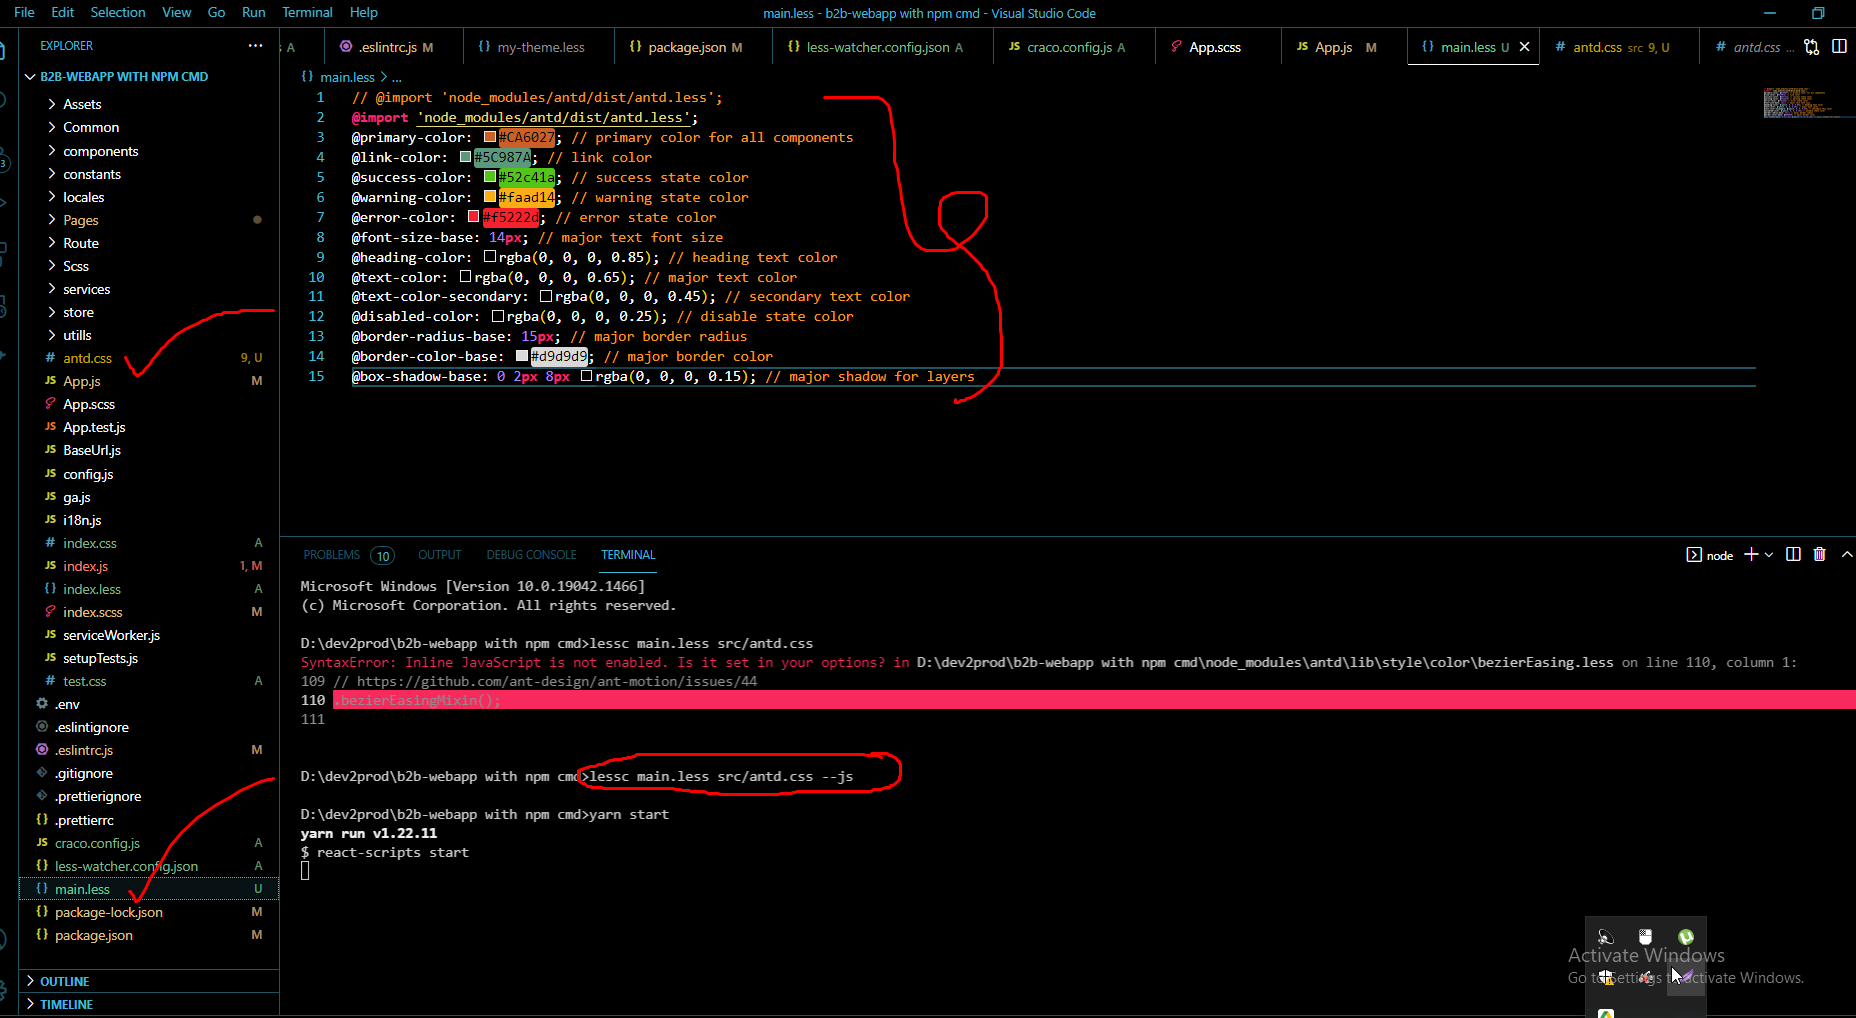 File Edit Selection View Go Run Terminal Help
main.less - b2b-webapp with npm cmd - Visual Studio Code
EXPLORER
A
.eslintrc.js M
my-theme.less
package.json M
less-watcher.config.json A
craco.config.js A
App.scss
App.js M
main.less U
antd.css src 9, U
antd.css ...
B2B-WEBAPP WITH NPM CMD
Assets
Common
components
constants
locales
Pages
Route
Scss
services
store
utills
antd.css 9, U
App.js M
App.scss
App.test.js
BaseUrl.js
config.js
ga.js
i18n.js
index.css A
index.js 1, M
index.less A
index.scss M
serviceWorker.js
setupTests.js
test.css A
.env
.eslintignore
.eslintrc.js M
.gitignore
.prettierignore
.prettierrc
craco.config.js A
less-watcher.config.json A
main.less U
package-lock.json M
package.json M
OUTLINE
TIMELINE
3
main.less > ...
1 // @import 'node_modules/antd/dist/antd.less';
2 @import 'node_modules/antd/dist/antd.less';
3 @primary-color: #CA6027; // primary color for all components
4 @link-color: #5C987A; // link color
5 @success-color: #52c41a; // success state color
6 @warning-color: #faad14; // warning state color
7 @error-color: #f5222d; // error state color
8 @font-size-base: 14px; // major text font size
9 @heading-color: rgba(0, 0, 0, 0.85); // heading text color
10 @text-color: rgba(0, 0, 0, 0.65); // major text color
11 @text-color-secondary: rgba(0, 0, 0, 0.45); // secondary text color
12 @disabled-color: rgba(0, 0, 0, 0.25); // disable state color
13 @border-radius-base: 15px; // major border radius
14 @border-color-base: #d9d9d9; // major border color
15 @box-shadow-base: 0 2px 8px rgba(0, 0, 0, 0.15); // major shadow for layers
PROBLEMS 10 OUTPUT DEBUG CONSOLE TERMINAL
node
Microsoft Windows [Version 10.0.19042.1466]
(c) Microsoft Corporation. All rights reserved.
D:\dev2prod\b2b-webapp with npm cmd>lessc main.less src/antd.css
SyntaxError: Inline JavaScript is not enabled. Is it set in your options? in D:\dev2prod\b2b-webapp with npm cmd\node_modules\antd\lib\style\color\bezierEasing.less on line 110, column 1:
109 // https://github.com/ant-design/ant-motion/issues/44
110 .bezierEasingMixin();
111
D:\dev2prod\b2b-webapp with npm cmd>lessc main.less src/antd.css --js
D:\dev2prod\b2b-webapp with npm cmd>yarn start
yarn run v1.22.11
$ react-scripts start
Activate Windows
Go to Settings to activate Windows.